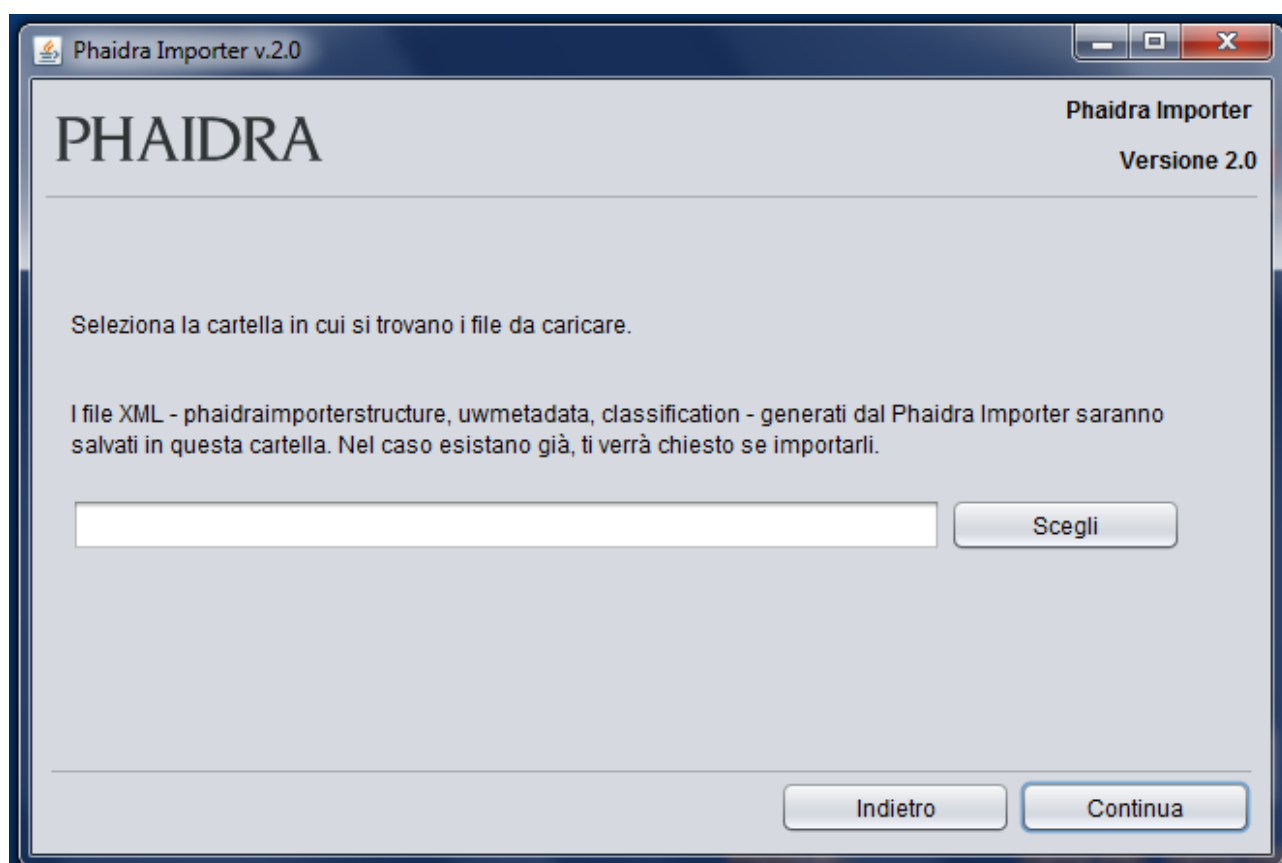 Phaidra Importer v.2.0
PHAIDRA
Phaidra Importer
Versione 2.0
Seleziona la cartella in cui si trovano i file da caricare.
I file XML - phaidraimporterstructure, uwmetadata, classification - generati dal Phaidra Importer saranno
salvati in questa cartella. Nel caso esistano già, ti verrà chiesto se importarli.
Scegli
Indietro
Continua